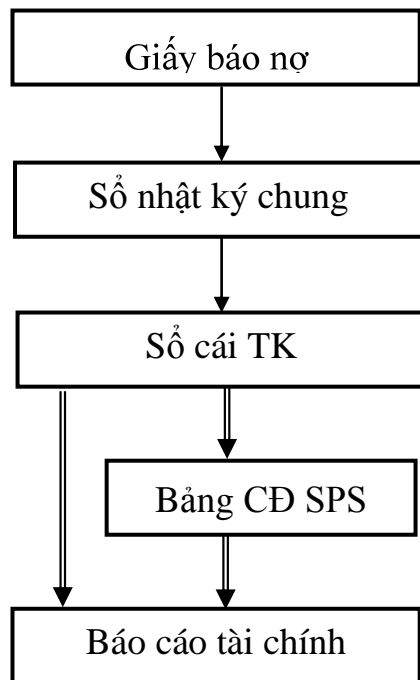 Giấy báo nợ
Sổ nhật ký chung
Sổ cái TK
Bảng CĐ SPS
Báo cáo tài chính